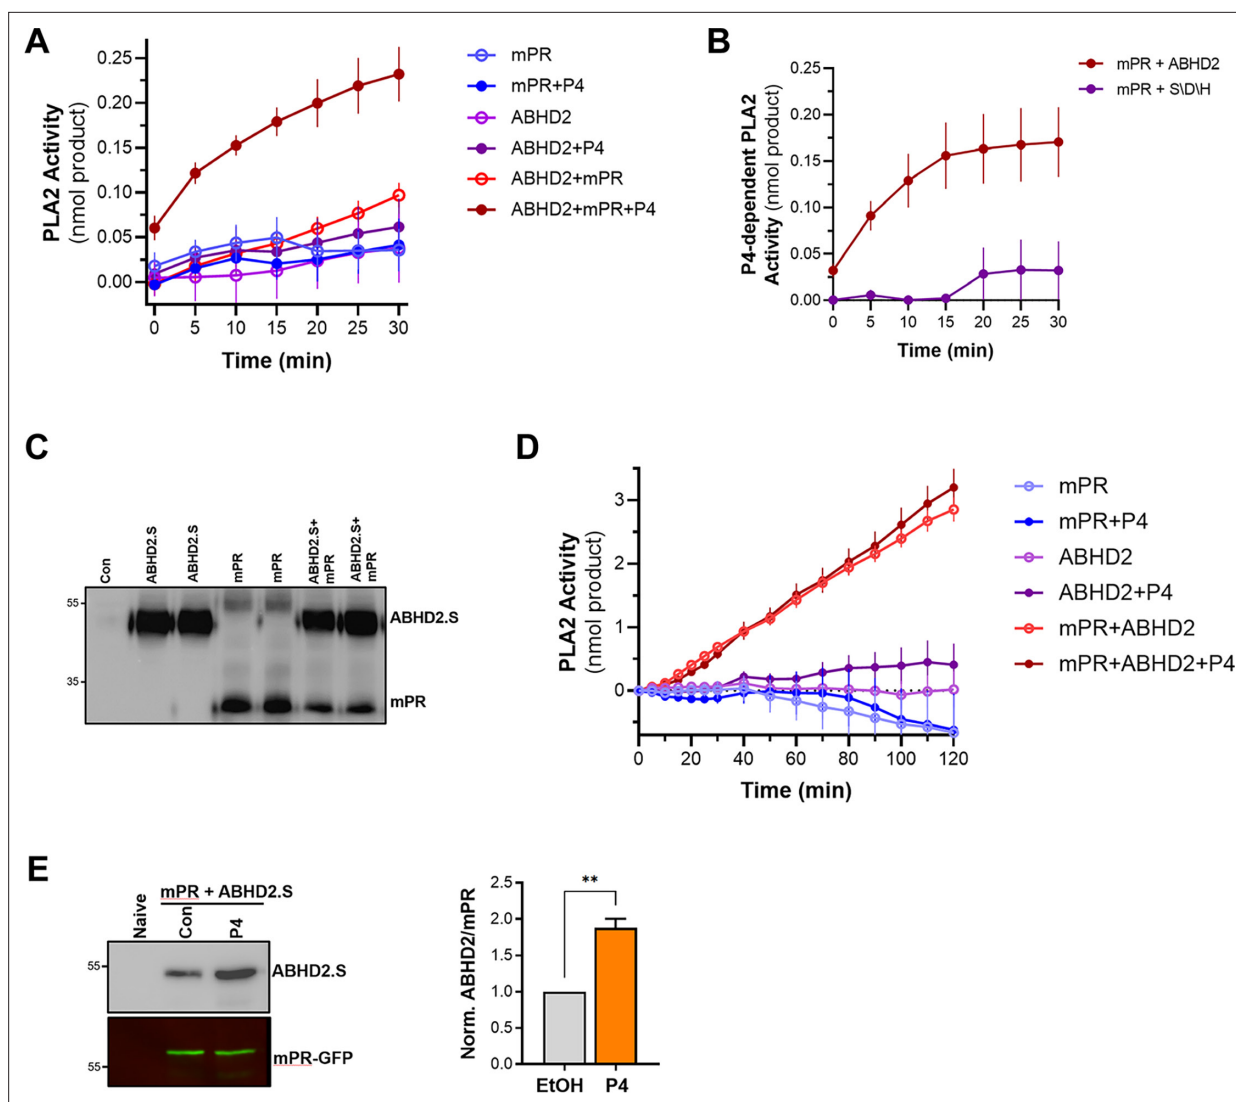 A
PLA2 Activity
(nmol product)
0.25
0.20
0.15
0.10
0.05
0.00
0 5 10 15 20 25 30
Time (min)
mPR
mPR+P4
ABHD2
ABHD2+P4
ABHD2+mPR
ABHD2+mPR+P4
B
P4-dependent PLA2
Activity (nmol product)
0.25
0.20
0.15
0.10
0.05
0.00
0 5 10 15 20 25 30
Time (min)
mPR + ABHD2
mPR + S\D\H
C
Con
ABHD2.S
ABHD2.S
mPR
mPR
ABHD2.S+
mPR
ABHD2.S+
mPR
55
35
ABHD2.S
mPR
D
PLA2 Activity
(nmol product)
3
2
1
0
0 20 40 60 80 100 120
Time (min)
mPR
mPR+P4
ABHD2
ABHD2+P4
mPR+ABHD2
mPR+ABHD2+P4
E
mPR + ABHD2.S
Naive
Con
P4
55
ABHD2.S
55
mPR-GFP
Norm. ABHD2/mPR
2.5
2.0
1.5
1.0
0.5
0.0
**
EtOH P4